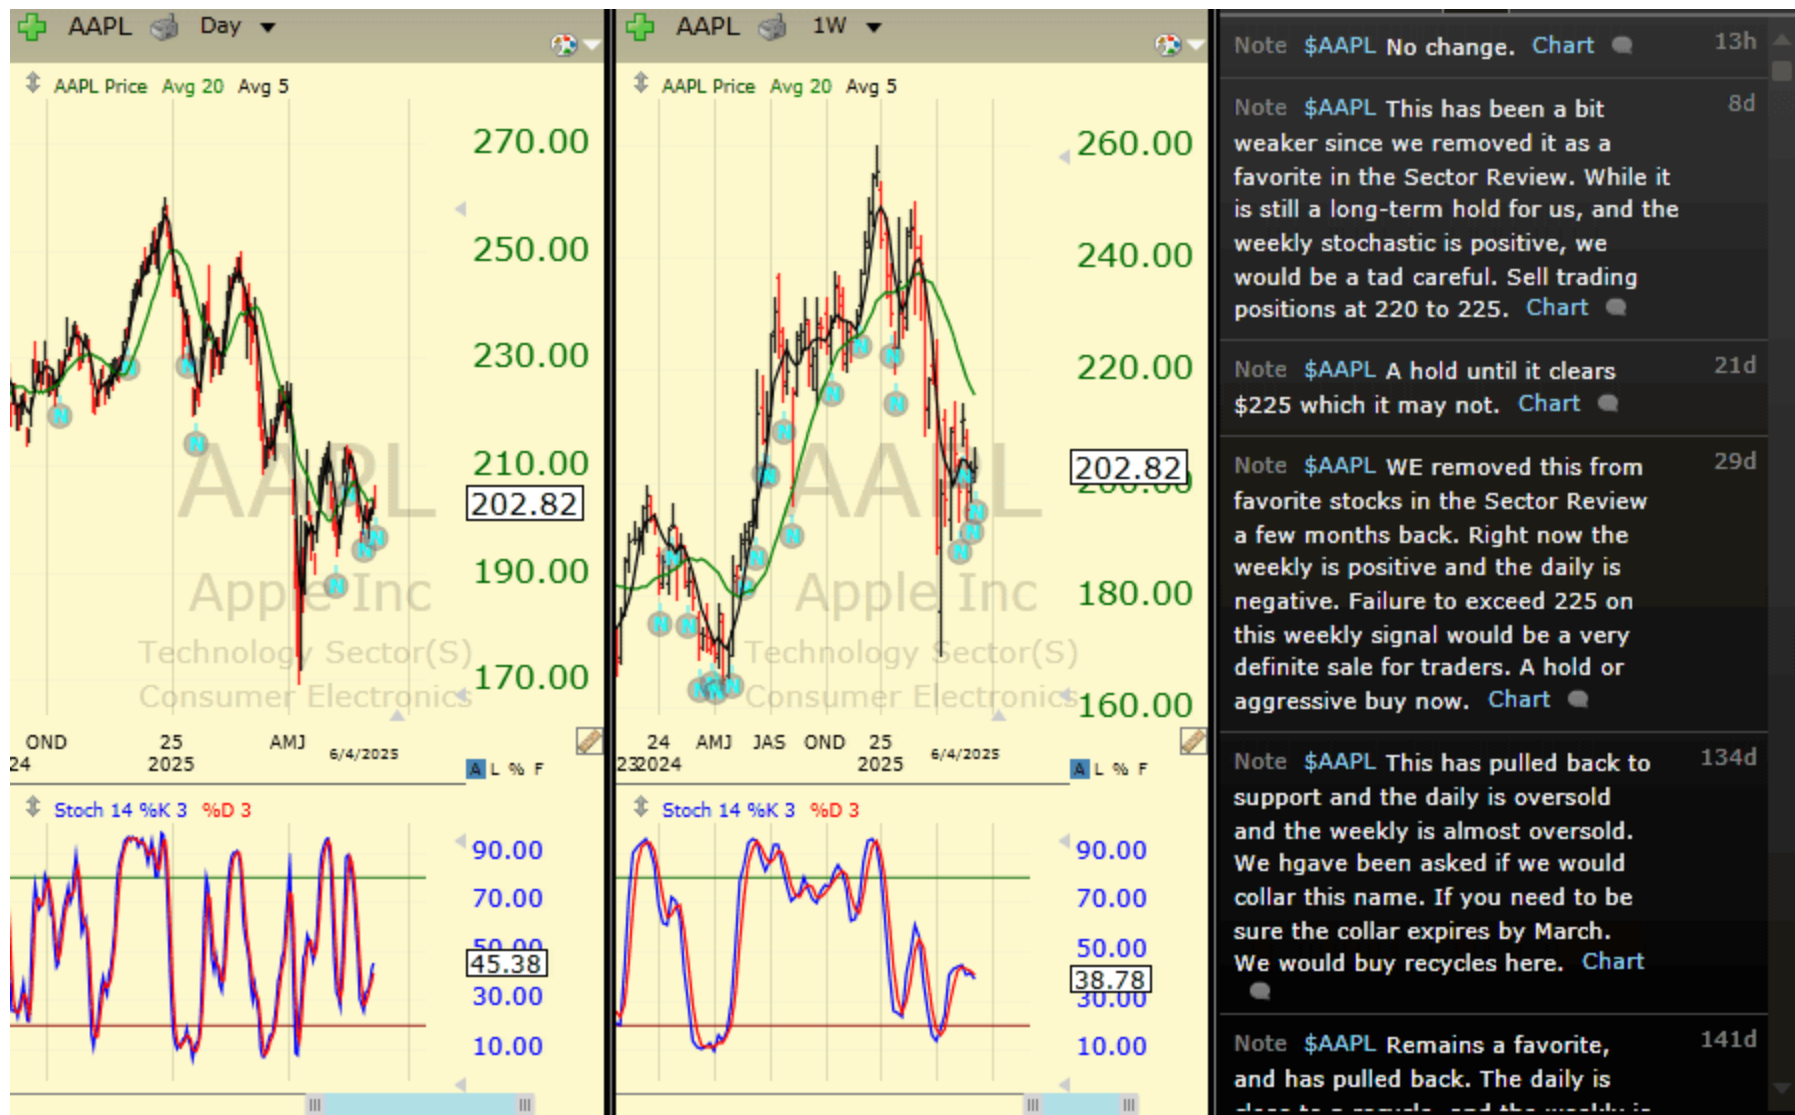 AAPL Day
AAPL Price Avg 20 Avg 5
270.00
250.00
230.00
210.00
202.82
190.00
170.00
AAPL
Apple Inc
Technology Sector(S)
Consumer Electronics
OND 25 AMJ 6/4/2025
24 2025
A L % F
Stoch 14 %K 3 %D 3
90.00
70.00
50.00
45.38
30.00
10.00
N
N
N
N
N
N
N
N
AAPL 1W
AAPL Price Avg 20 Avg 5
260.00
240.00
220.00
202.82
200.00
180.00
160.00
AAPL
Apple Inc
Technology Sector(S)
Consumer Electronics
24 AMJ JAS OND 25 6/4/2025
23 2024 2025
A L % F
Stoch 14 %K 3 %D 3
90.00
70.00
50.00
38.78
30.00
10.00
Note $AAPL No change. Chart 13h
Note $AAPL This has been a bit 8d
weaker since we removed it as a
favorite in the Sector Review. While it
is still a long-term hold for us, and the
weekly stochastic is positive, we
would be a tad careful. Sell trading
positions at 220 to 225. Chart
Note $AAPL A hold until it clears 21d
$225 which it may not. Chart
Note $AAPL WE removed this from 29d
favorite stocks in the Sector Review
a few months back. Right now the
weekly is positive and the daily is
negative. Failure to exceed 225 on
this weekly signal would be a very
definite sale for traders. A hold or
aggressive buy now. Chart
Note $AAPL This has pulled back to 134d
support and the daily is oversold
and the weekly is almost oversold.
We hgave been asked if we would
collar this name. If you need to be
sure the collar expires by March.
We would buy recycles here. Chart
Note $AAPL Remains a favorite, 141d
and has pulled back. The daily is